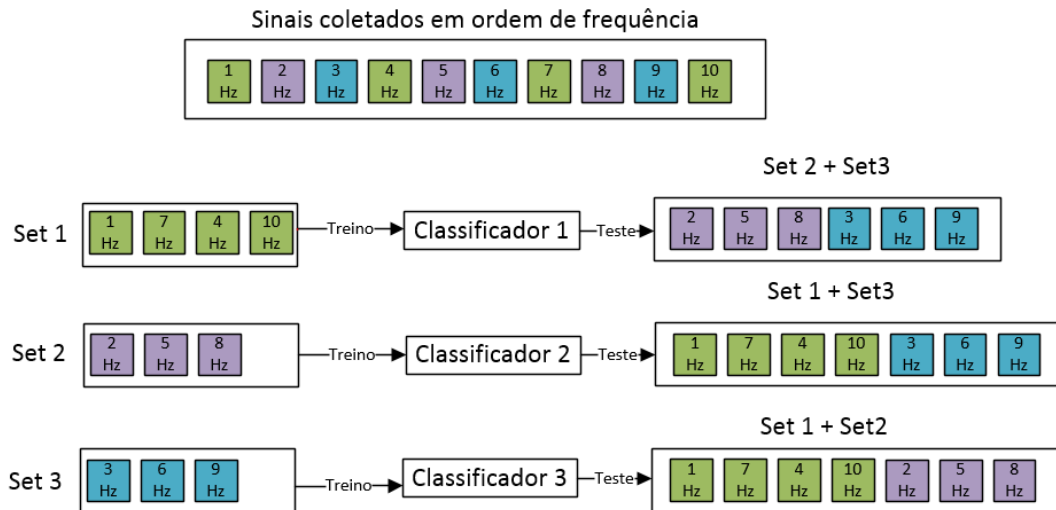 Sinais coletados em ordem de frequência
1 Hz 2 Hz 3 Hz 4 Hz 5 Hz 6 Hz 7 Hz 8 Hz 9 Hz 10 Hz
Set 2 + Set3
Set 1
1 Hz 7 Hz 4 Hz 10 Hz
Treino
Classificador 1
Teste
2 Hz 5 Hz 8 Hz 3 Hz 6 Hz 9 Hz
Set 1 + Set3
Set 2
2 Hz 5 Hz 8 Hz
Treino
Classificador 2
Teste
1 Hz 7 Hz 4 Hz 10 Hz 3 Hz 6 Hz 9 Hz
Set 1 + Set2
Set 3
3 Hz 6 Hz 9 Hz
Treino
Classificador 3
Teste
1 Hz 7 Hz 4 Hz 10 Hz 2 Hz 5 Hz 8 Hz